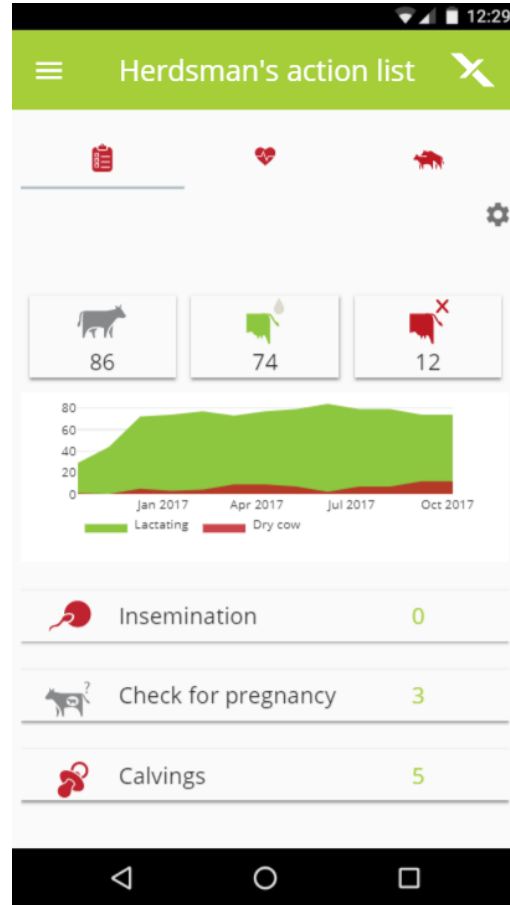 12:29
Herdsman's action list
86 74 12
80
60
40
20
0
Jan 2017 Apr 2017 Jul 2017 Oct 2017
Lactating Dry cow
Insemination 0
?
Check for pregnancy 3
Calvings 5